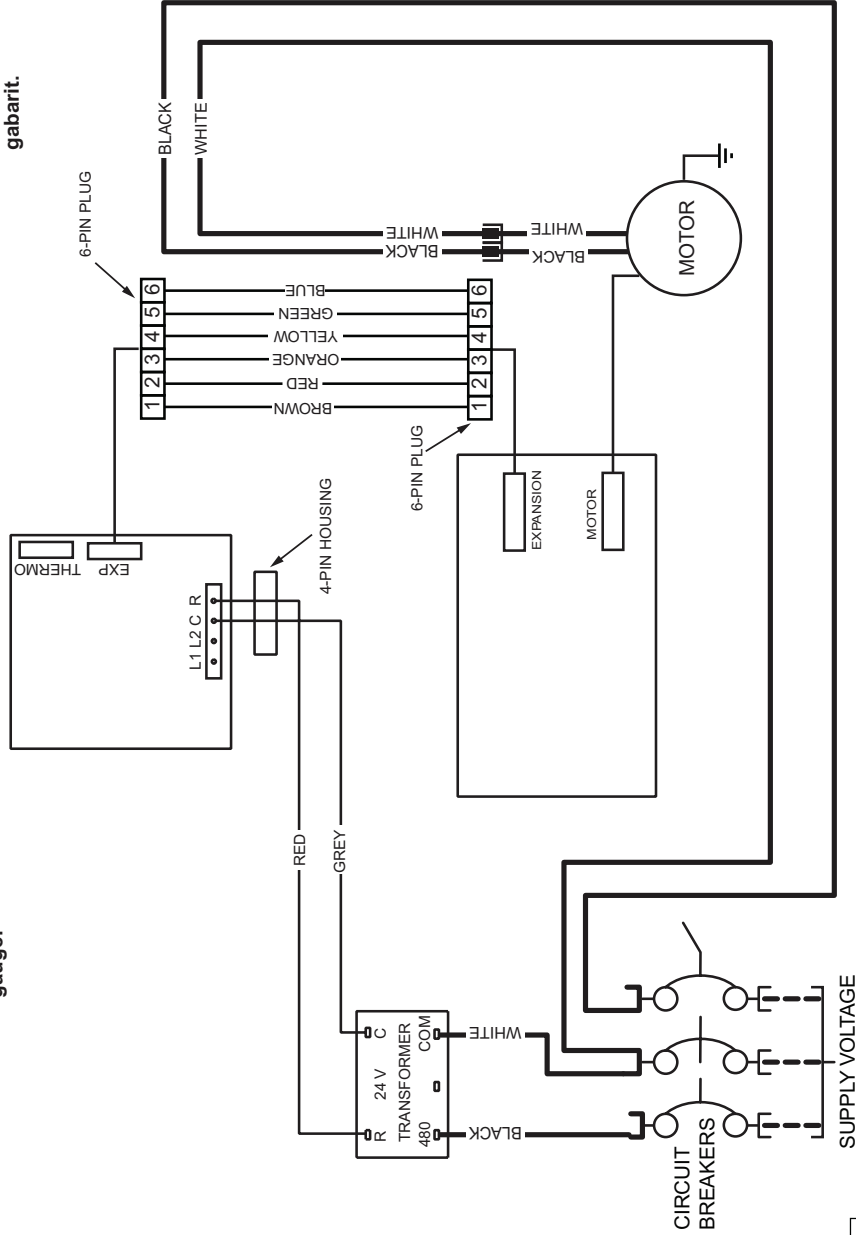 gabarit.
BLACK
WHITE
6-PIN PLUG
WHITE
BLACK
WHITE
BLACK
MOTOR
6
5
4
3
2
1
BLUE
GREEN
YELLOW
ORANGE
RED
BROWN
6
5
4
3
2
1
6-PIN PLUG
THERMO
EXP
L1 L2 C R
4-PIN HOUSING
EXPANSION
MOTOR
RED
GREY
R 24 V C
TRANSFORMER
480 COM
WHITE
BLACK
CIRCUIT
BREAKERS
SUPPLY VOLTAGE